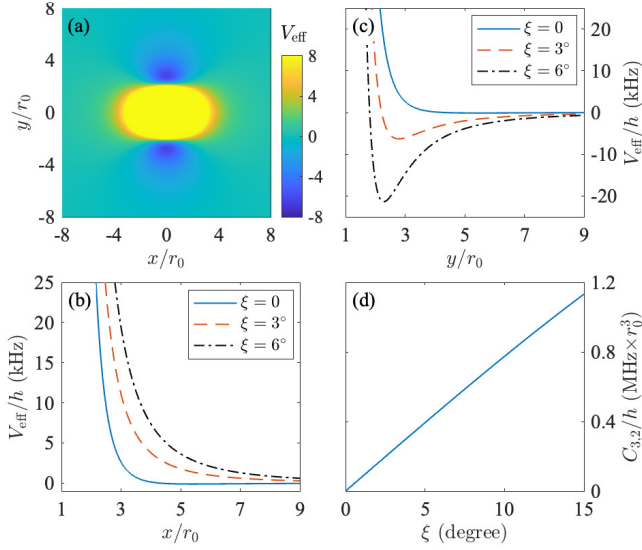 (a)
V_eff
8
4
0
-4
-8
y/r_0
-8 -4 0 4 8
x/r_0
8
4
0
-4
-8
(c)
ξ = 0
ξ = 3°
ξ = 6°
20
10
0
-10
-20
V_eff/h (kHz)
1 3 5 7 9
y/r_0
(b)
ξ = 0
ξ = 3°
ξ = 6°
25
20
15
10
5
0
V_eff/h (kHz)
1 3 5 7 9
x/r_0
(d)
1.2
0.8
0.4
0
C_{3,2}/h (MHz×r_0^3)
0 5 10 15
ξ (degree)